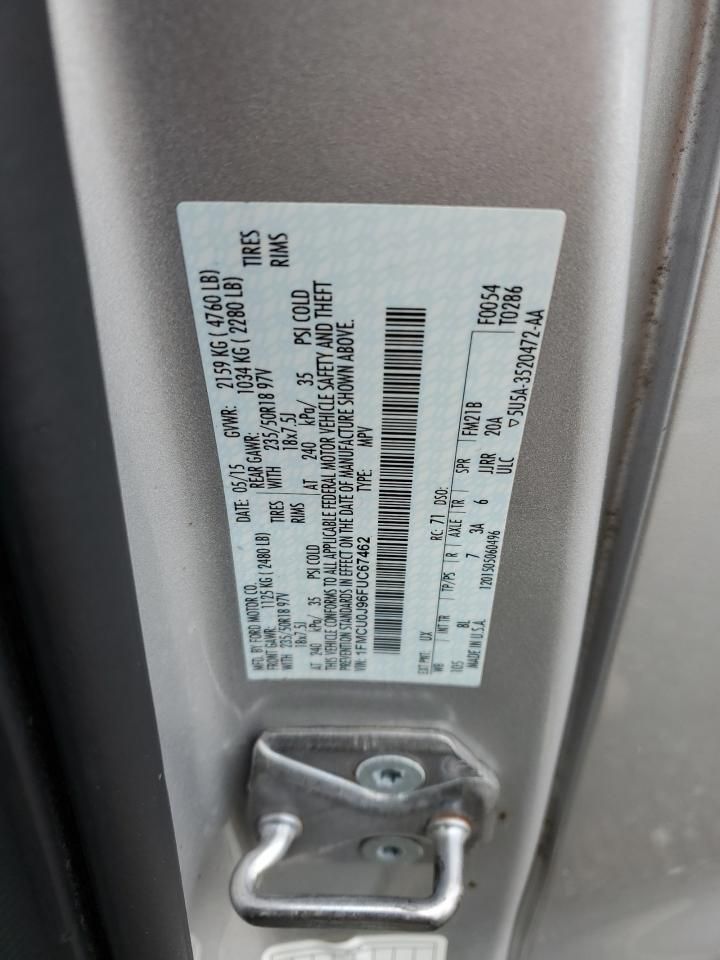 MFD. BY FORD MOTOR CO.
DATE: 05/15 GVWR: 2159 KG ( 4760 LB)
FRONT GAWR: 1125 KG ( 2480 LB) REAR GAWR: 1034 KG ( 2280 LB)
WITH 235/50R18 97V TIRES WITH 235/50R18 97V TIRES
18x7.5J RIMS 18x7.5J RIMS
AT 240 kPa/ 35 PSI COLD AT 240 kPa/ 35 PSI COLD
THIS VEHICLE CONFORMS TO ALL APPLICABLE FEDERAL MOTOR VEHICLE SAFETY AND THEFT
PREVENTION STANDARDS IN EFFECT ON THE DATE OF MANUFACTURE SHOWN ABOVE.
VIN: 1FMCU0J96FUC67462 TYPE: MPV
EXT PNT: UX RC: 71 DSO:
WB INT TR TP/PS R AXLE TR SPR FM21B F0054
105 BL 7 3A 6 JJRR 20A T0286
MADE IN U.S.A. 1201505060496 ULC ▽5U5A-3520472-AA